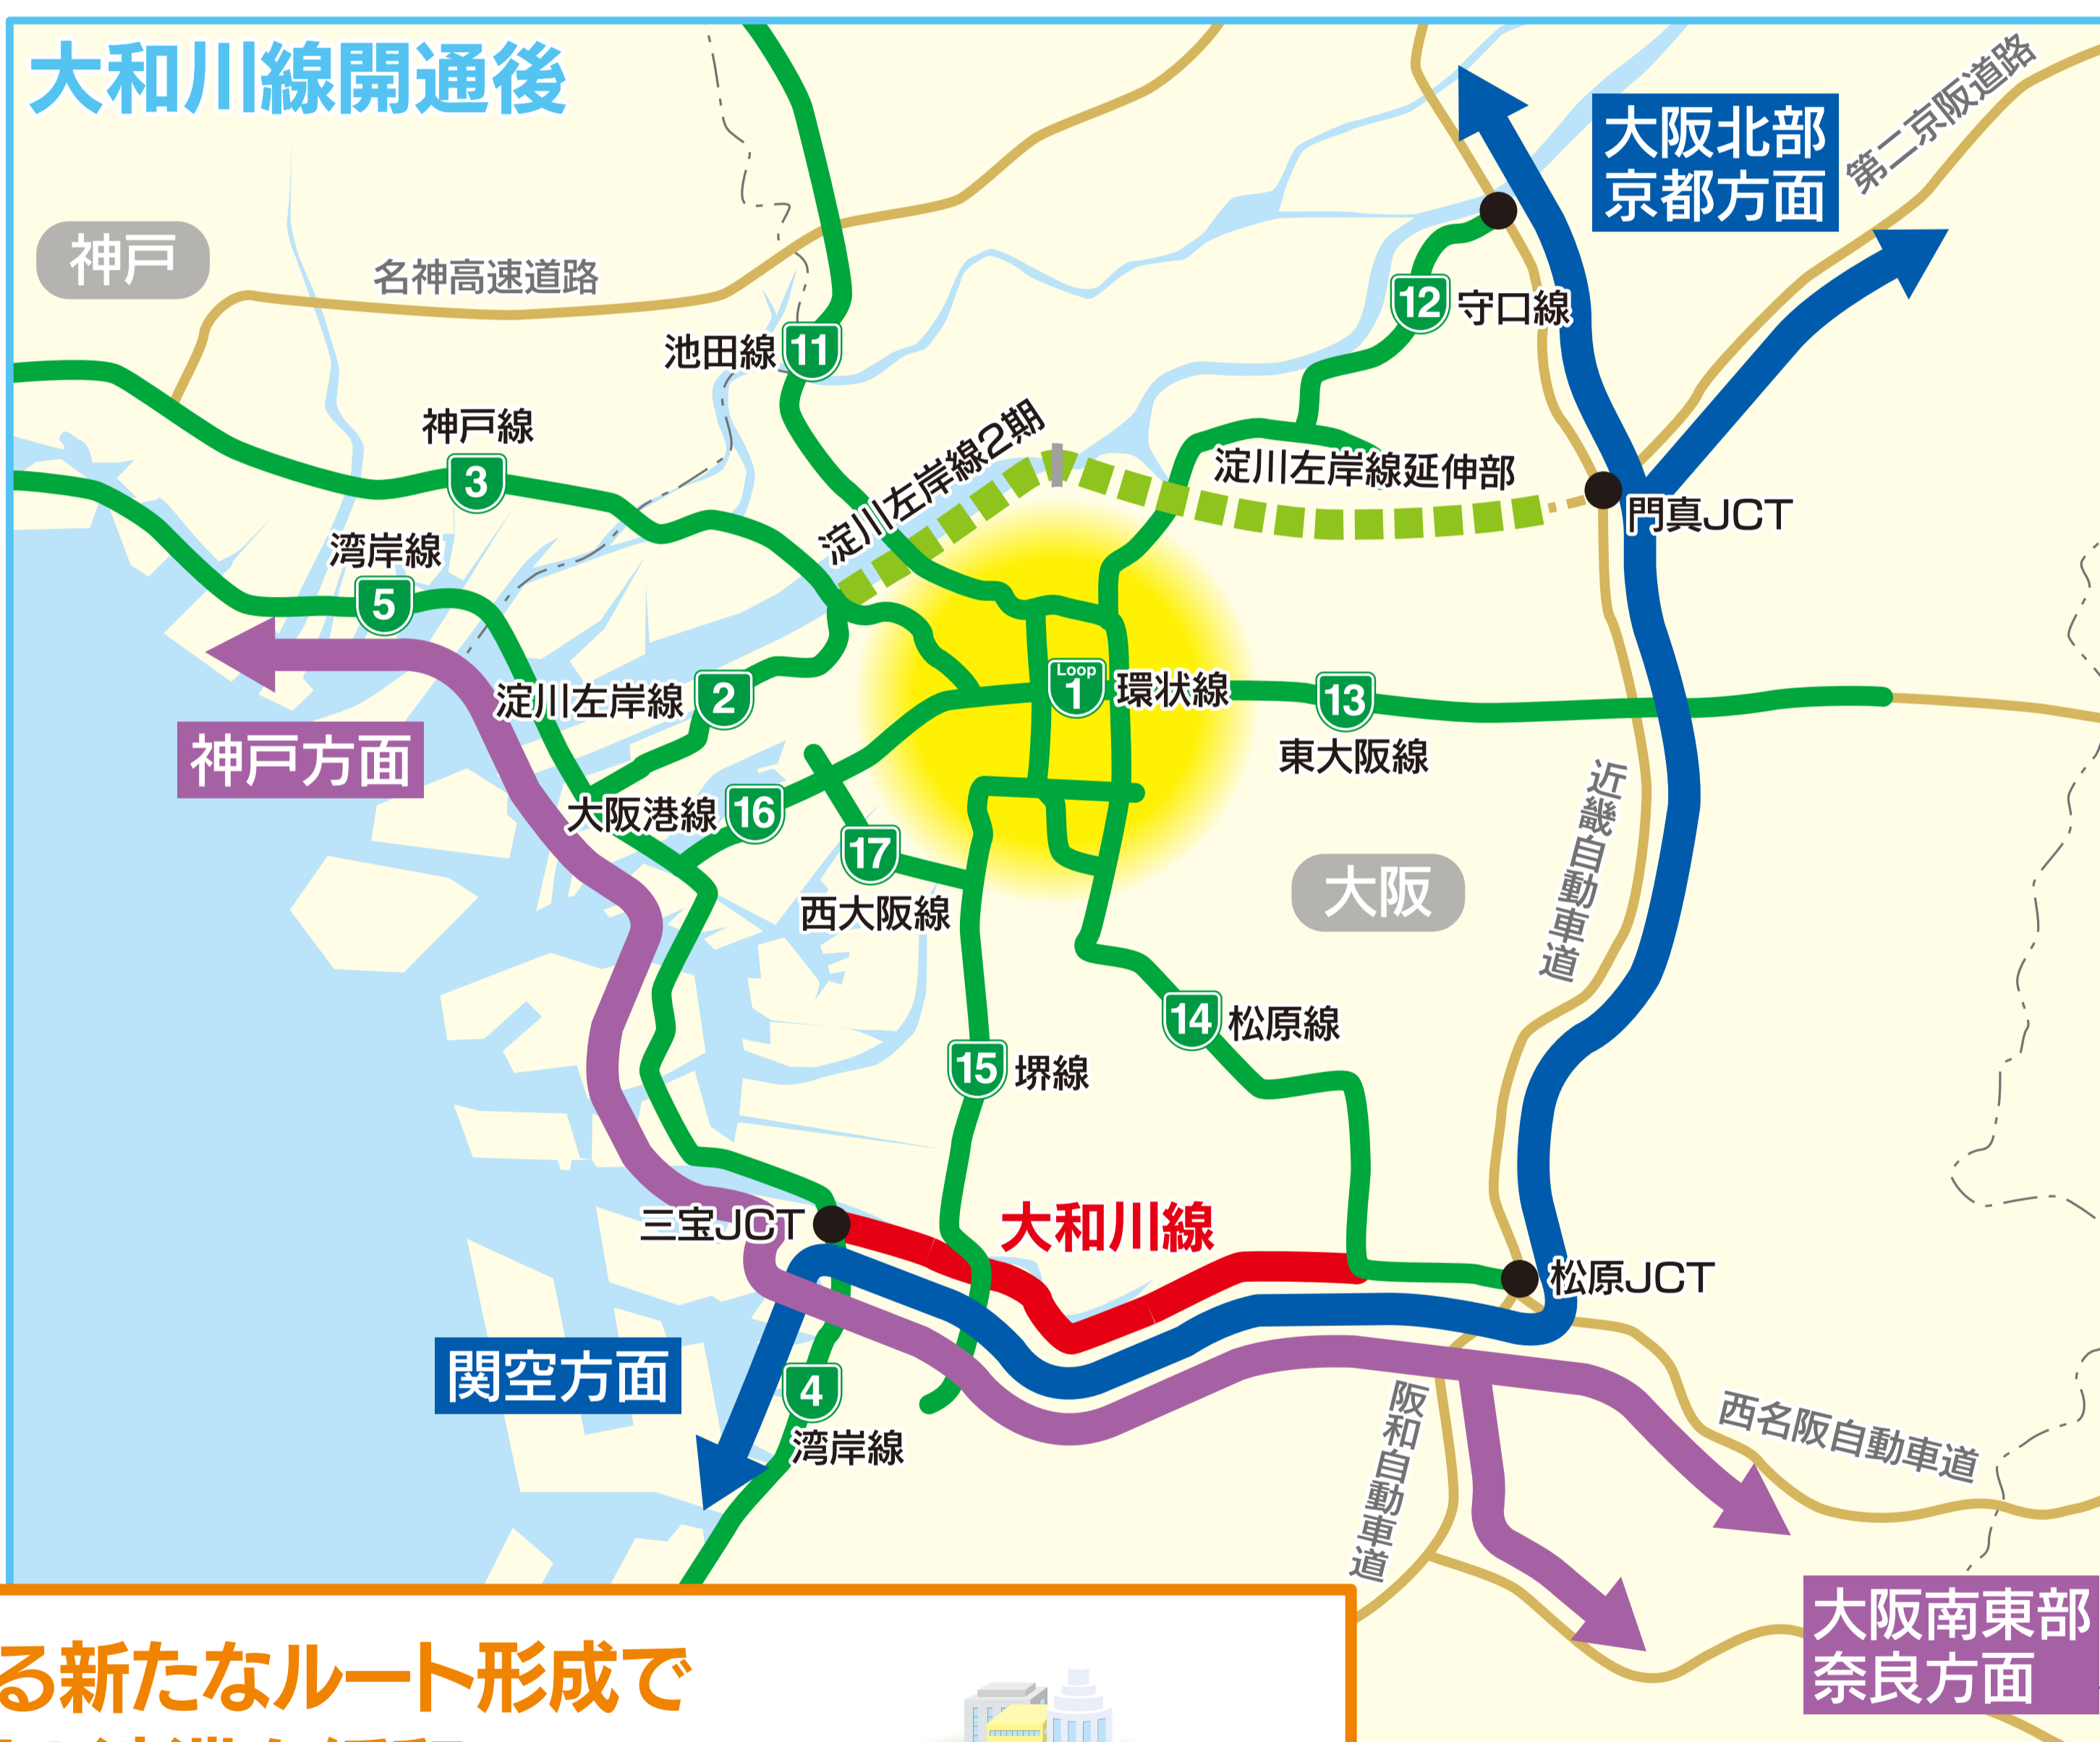 大和川線開通後
大阪北部
京都方面
第二京阪道路
神戸
名神高速道路
池田線
11
12
守口線
神戸線
3
淀川左岸線2期
淀川左岸線延伸部
門真JCT
湾岸線
5
淀川左岸線
2
Loop
1
環状線
13
東大阪線
神戸方面
大阪港線
16
17
西大阪線
大阪
近畿自動車道
14
松原線
15
堺線
三宝JCT
大和川線
松原JCT
関空方面
4
湾岸線
阪和自動車道
西名阪自動車道
大阪南東部
奈良方面
る新たなルート形成で